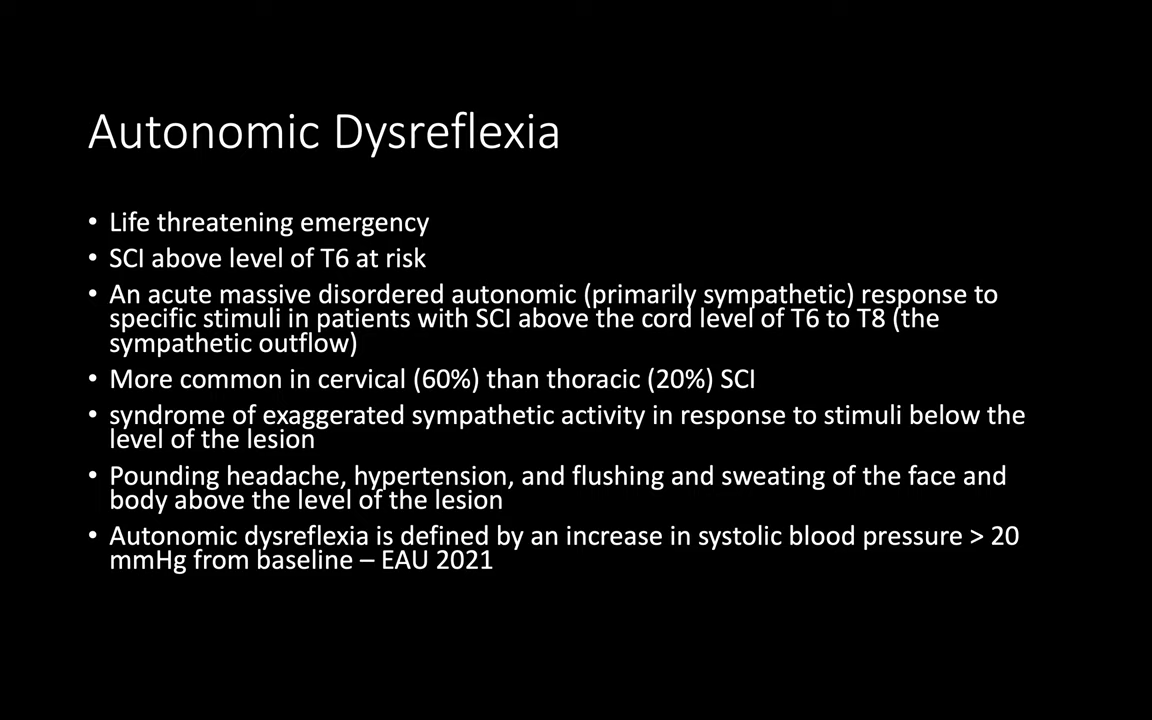 Autonomic Dysreflexia
• Life threatening emergency
• SCI above level of T6 at risk
• An acute massive disordered autonomic (primarily sympathetic) response to
specific stimuli in patients with SCI above the cord level of T6 to T8 (the
sympathetic outflow)
• More common in cervical (60%) than thoracic (20%) SCI
• syndrome of exaggerated sympathetic activity in response to stimuli below the
level of the lesion
• Pounding headache, hypertension, and flushing and sweating of the face and
body above the level of the lesion
• Autonomic dysreflexia is defined by an increase in systolic blood pressure > 20
mmHg from baseline – EAU 2021